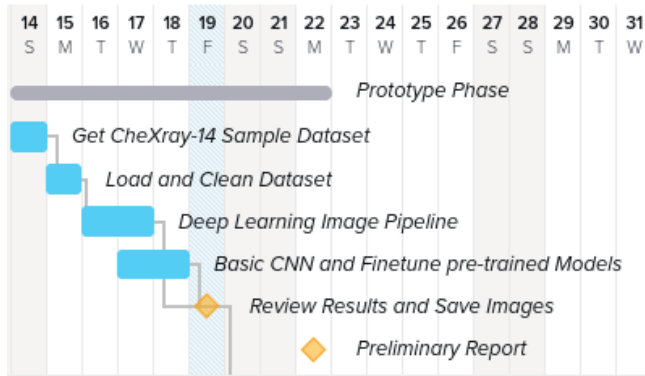 14 15 16 17 18 19 20 21 22 23 24 25 26 27 28 29 30 31
S M T W T F S S M T W T F S S M T W
Prototype Phase
Get CheXray-14 Sample Dataset
Load and Clean Dataset
Deep Learning Image Pipeline
Basic CNN and Finetune pre-trained Models
Review Results and Save Images
Preliminary Report